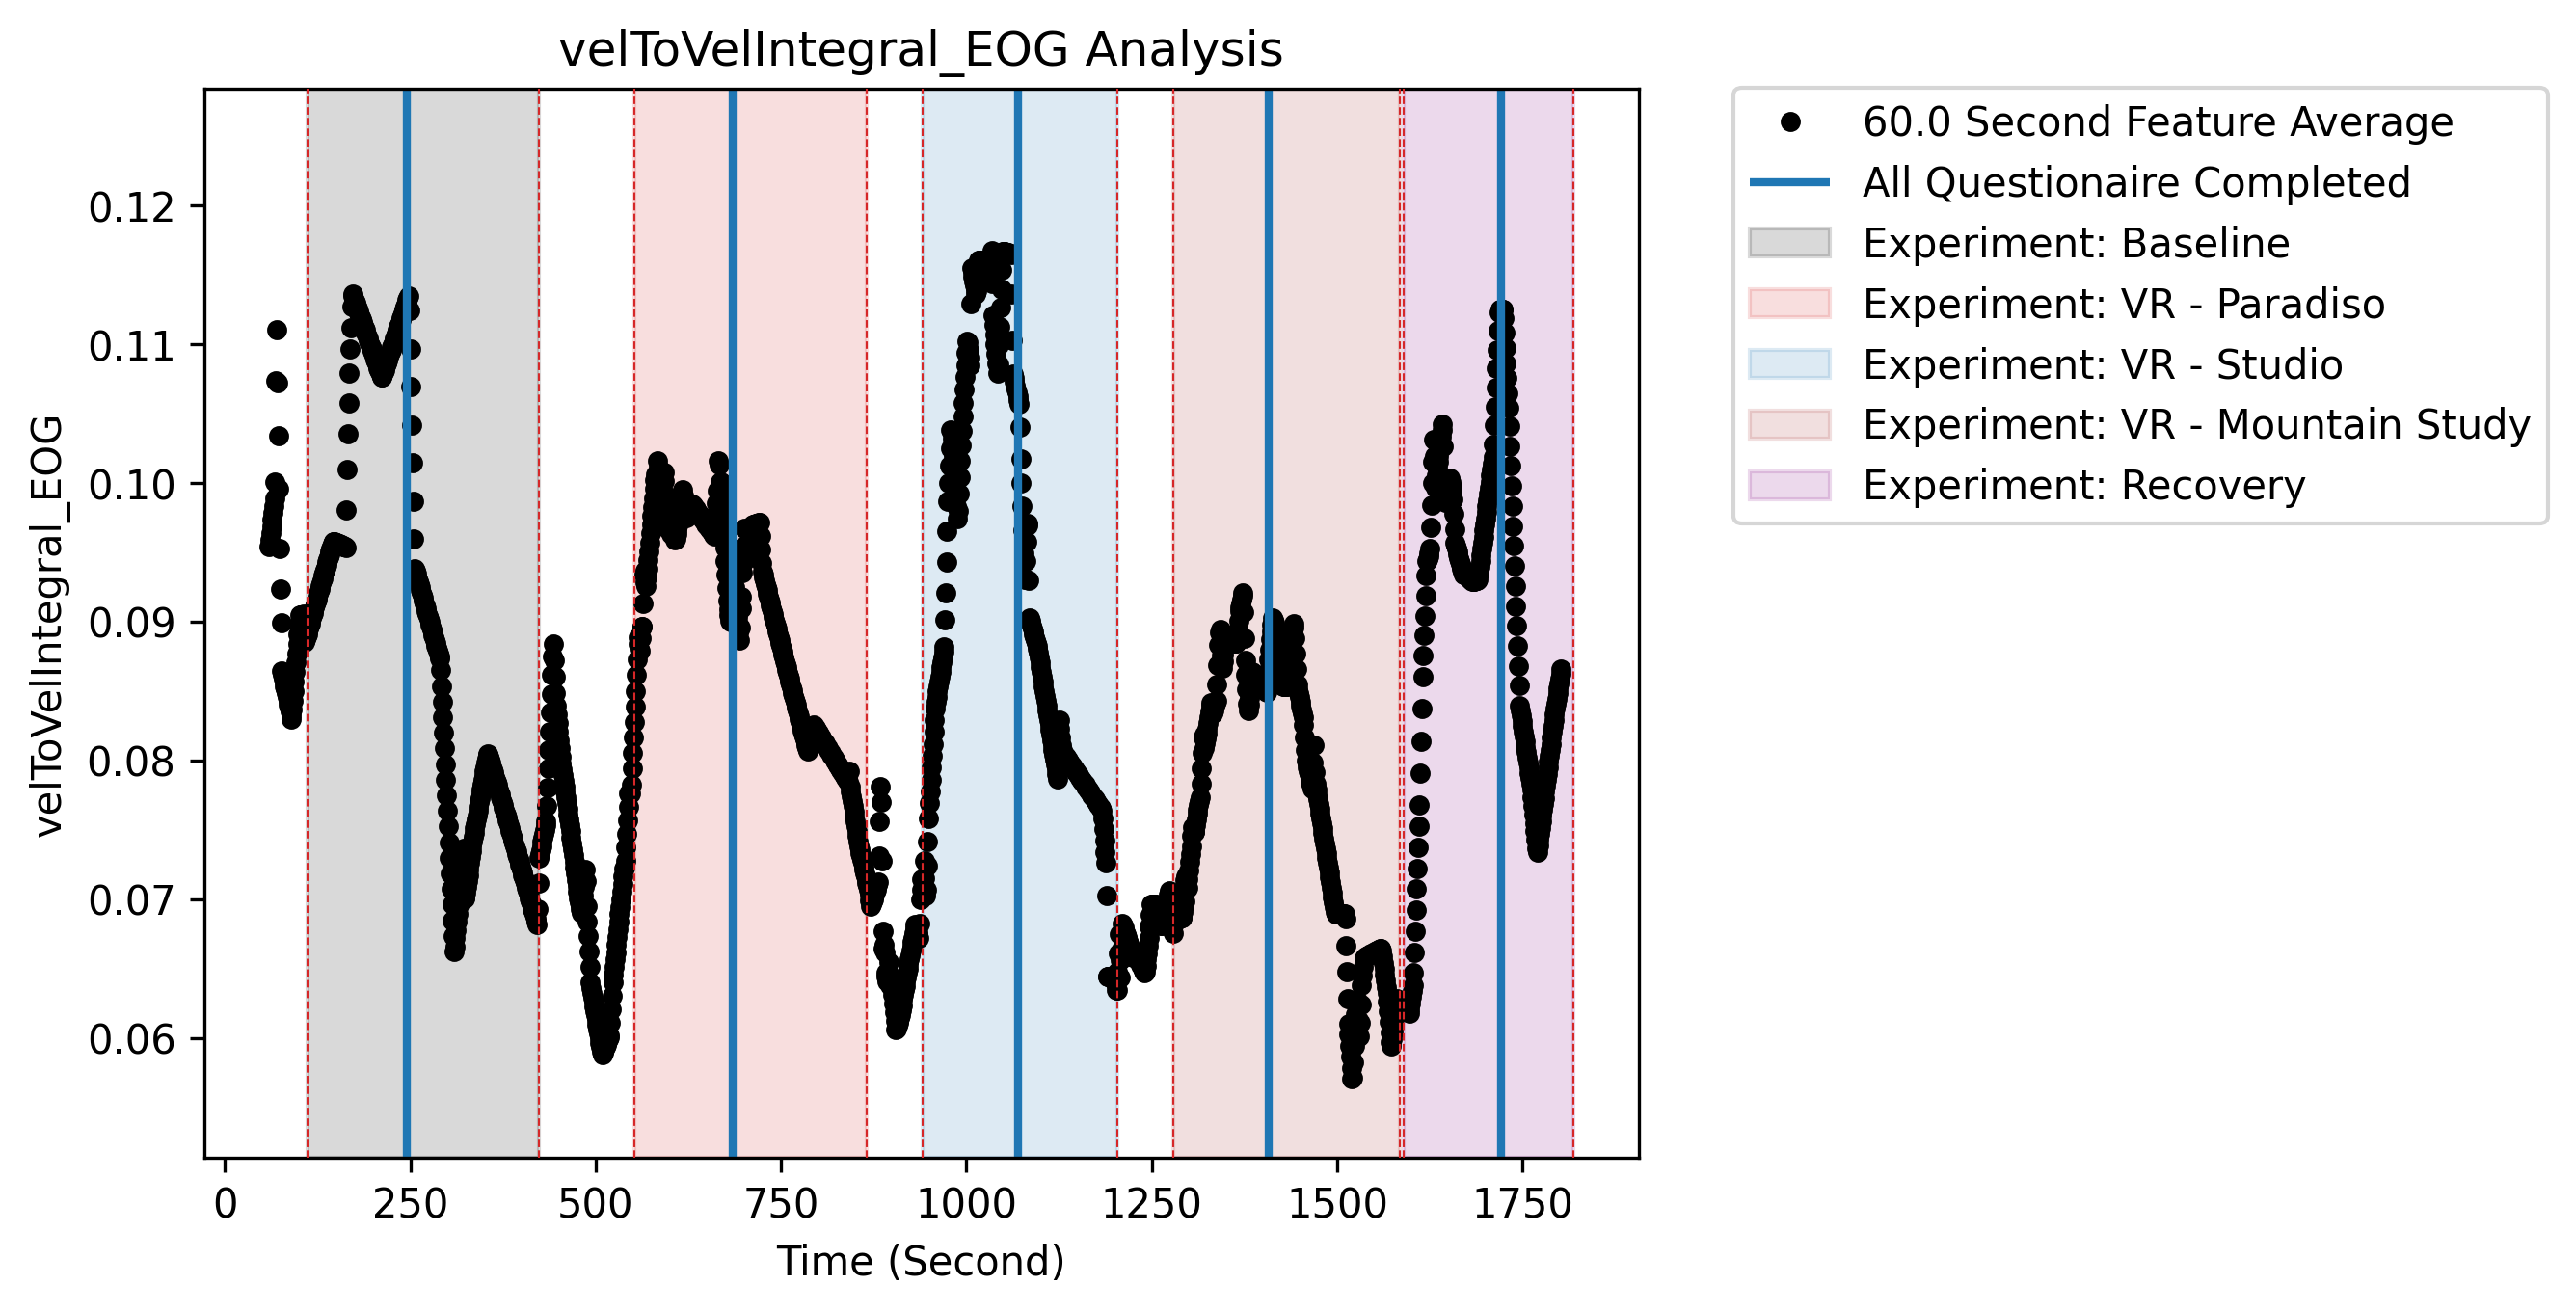 velToVelIntegral_EOG Analysis
velToVelIntegral_EOG
0.12
0.11
0.10
0.09
0.08
0.07
0.06
0
250
500
750
1000
1250
1500
1750
Time (Second)
60.0 Second Feature Average
All Questionaire Completed
Experiment: Baseline
Experiment: VR - Paradiso
Experiment: VR - Studio
Experiment: VR - Mountain Study
Experiment: Recovery